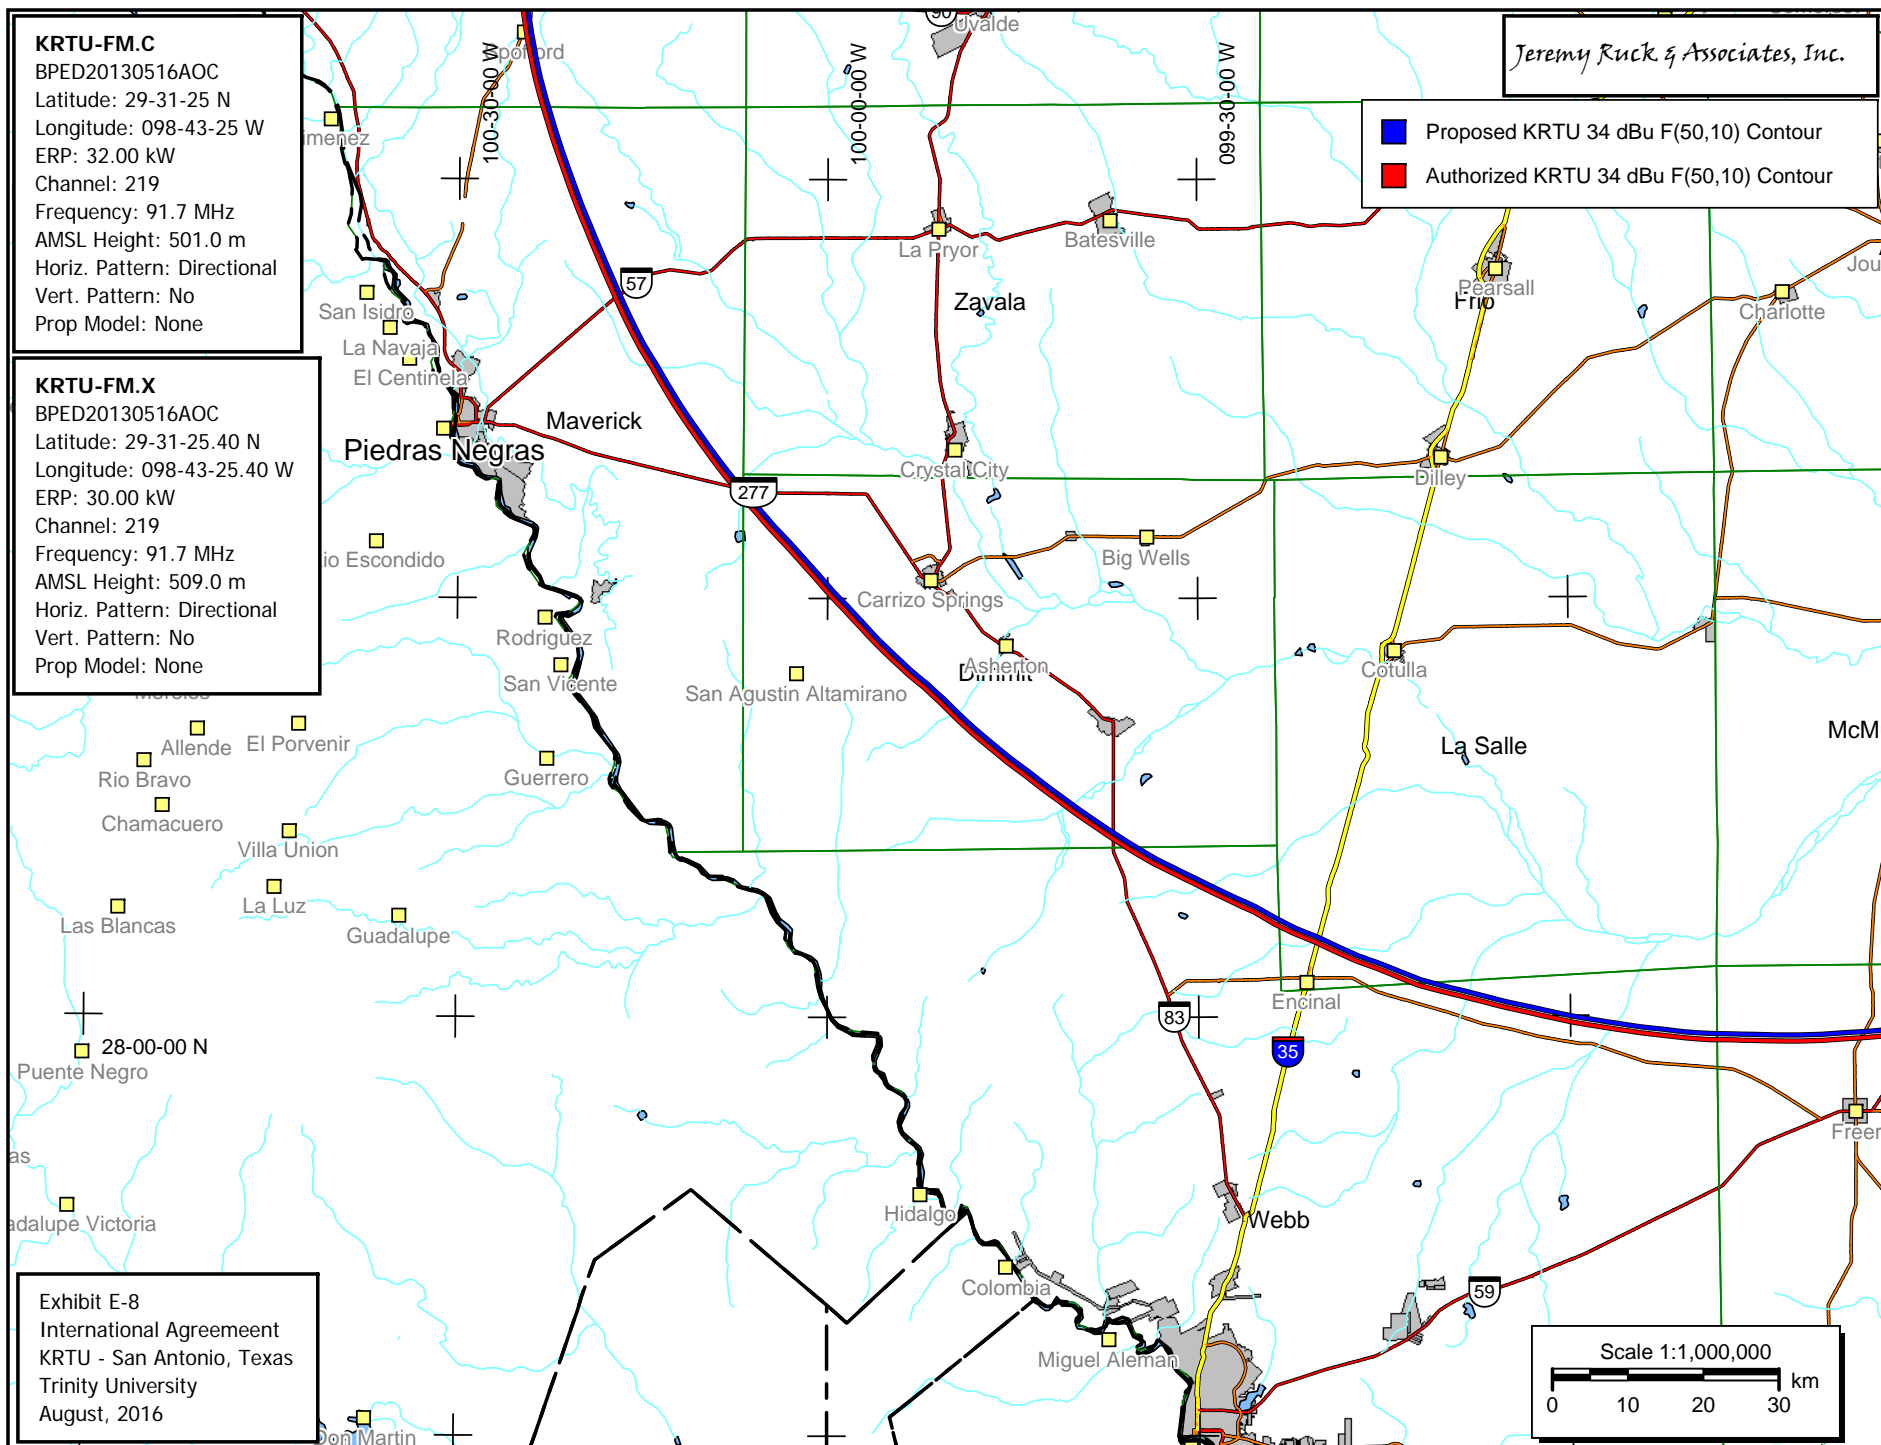 KRTU-FM.C
BPED20130516AOC
Latitude: 29-31-25 N
Longitude: 098-43-25 W
ERP: 32.00 kW
Channel: 219
Frequency: 91.7 MHz
AMSL Height: 501.0 m
Horiz. Pattern: Directional
Vert. Pattern: No
Prop Model: None
KRTU-FM.X
BPED20130516AOC
Latitude: 29-31-25.40 N
Longitude: 098-43-25.40 W
ERP: 30.00 kW
Channel: 219
Frequency: 91.7 MHz
AMSL Height: 509.0 m
Horiz. Pattern: Directional
Vert. Pattern: No
Prop Model: None
Jeremy Ruck & Associates, Inc.
Proposed KRTU 34 dBu F(50,10) Contour
Authorized KRTU 34 dBu F(50,10) Contour
90
Uvalde
100-30-00 W
100-00-00 W
099-30-00 W
imenez
La Pryor
Batesville
57
Zavala
Pearsall
Frio
Charlotte
Jou
San Isidro
La Navaja
El Centinela
Maverick
Piedras Negras
Crystal City
277
Dilley
io Escondido
Big Wells
Carrizo Springs
Rodriguez
Asherton
Dimmit
San Vicente
San Agustin Altamirano
Cotulla
Allende
El Porvenir
Rio Bravo
Guerrero
La Salle
McM
Chamacuero
Villa Union
La Luz
Las Blancas
Guadalupe
Encinal
83
35
28-00-00 N
Puente Negro
Freer
as
adalupe Victoria
Hidalgo
Webb
Colombia
59
Miguel Aleman
Don Martin
Exhibit E-8
International Agreemeent
KRTU - San Antonio, Texas
Trinity University
August, 2016
Scale 1:1,000,000
km
0 10 20 30